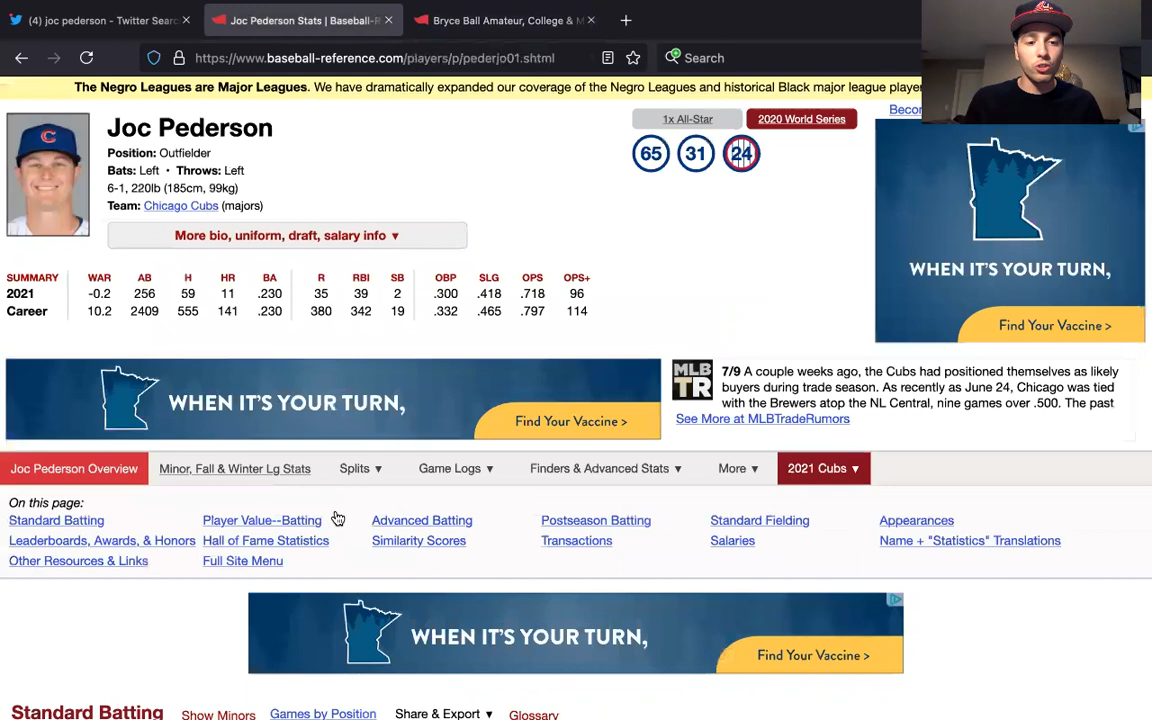 (4) joc pederson - Twitter Searc
Joc Pederson Stats | Baseball-R
Bryce Ball Amateur, College & M
https://www.baseball-reference.com/players/p/pederjo01.shtml
Search
The Negro Leagues are Major Leagues. We have dramatically expanded our coverage of the Negro Leagues and historical Black major league player
Joc Pederson
Position: Outfielder
Bats: Left • Throws: Left
6-1, 220lb (185cm, 99kg)
Team: Chicago Cubs (majors)
More bio, uniform, draft, salary info ▼
1x All-Star
2020 World Series
65 31 24
Becor
SUMMARY WAR AB H HR BA R RBI SB OBP SLG OPS OPS+
2021 -0.2 256 59 11 .230 35 39 2 .300 .418 .718 96
Career 10.2 2409 555 141 .230 380 342 19 .332 .465 .797 114
WHEN IT'S YOUR TURN,
Find Your Vaccine >
WHEN IT'S YOUR TURN,
Find Your Vaccine >
MLB
TR
7/9 A couple weeks ago, the Cubs had positioned themselves as likely
buyers during trade season. As recently as June 24, Chicago was tied
with the Brewers atop the NL Central, nine games over .500. The past
See More at MLBTradeRumors
Joc Pederson Overview
Minor, Fall & Winter Lg Stats
Splits ▼
Game Logs ▼
Finders & Advanced Stats ▼
More ▼
2021 Cubs ▼
On this page:
Standard Batting Player Value--Batting Advanced Batting Postseason Batting Standard Fielding Appearances
Leaderboards, Awards, & Honors Hall of Fame Statistics Similarity Scores Transactions Salaries Name + "Statistics" Translations
Other Resources & Links Full Site Menu
WHEN IT'S YOUR TURN,
Find Your Vaccine >
Standard Batting Show Minors Games by Position Share & Export ▼ Glossary